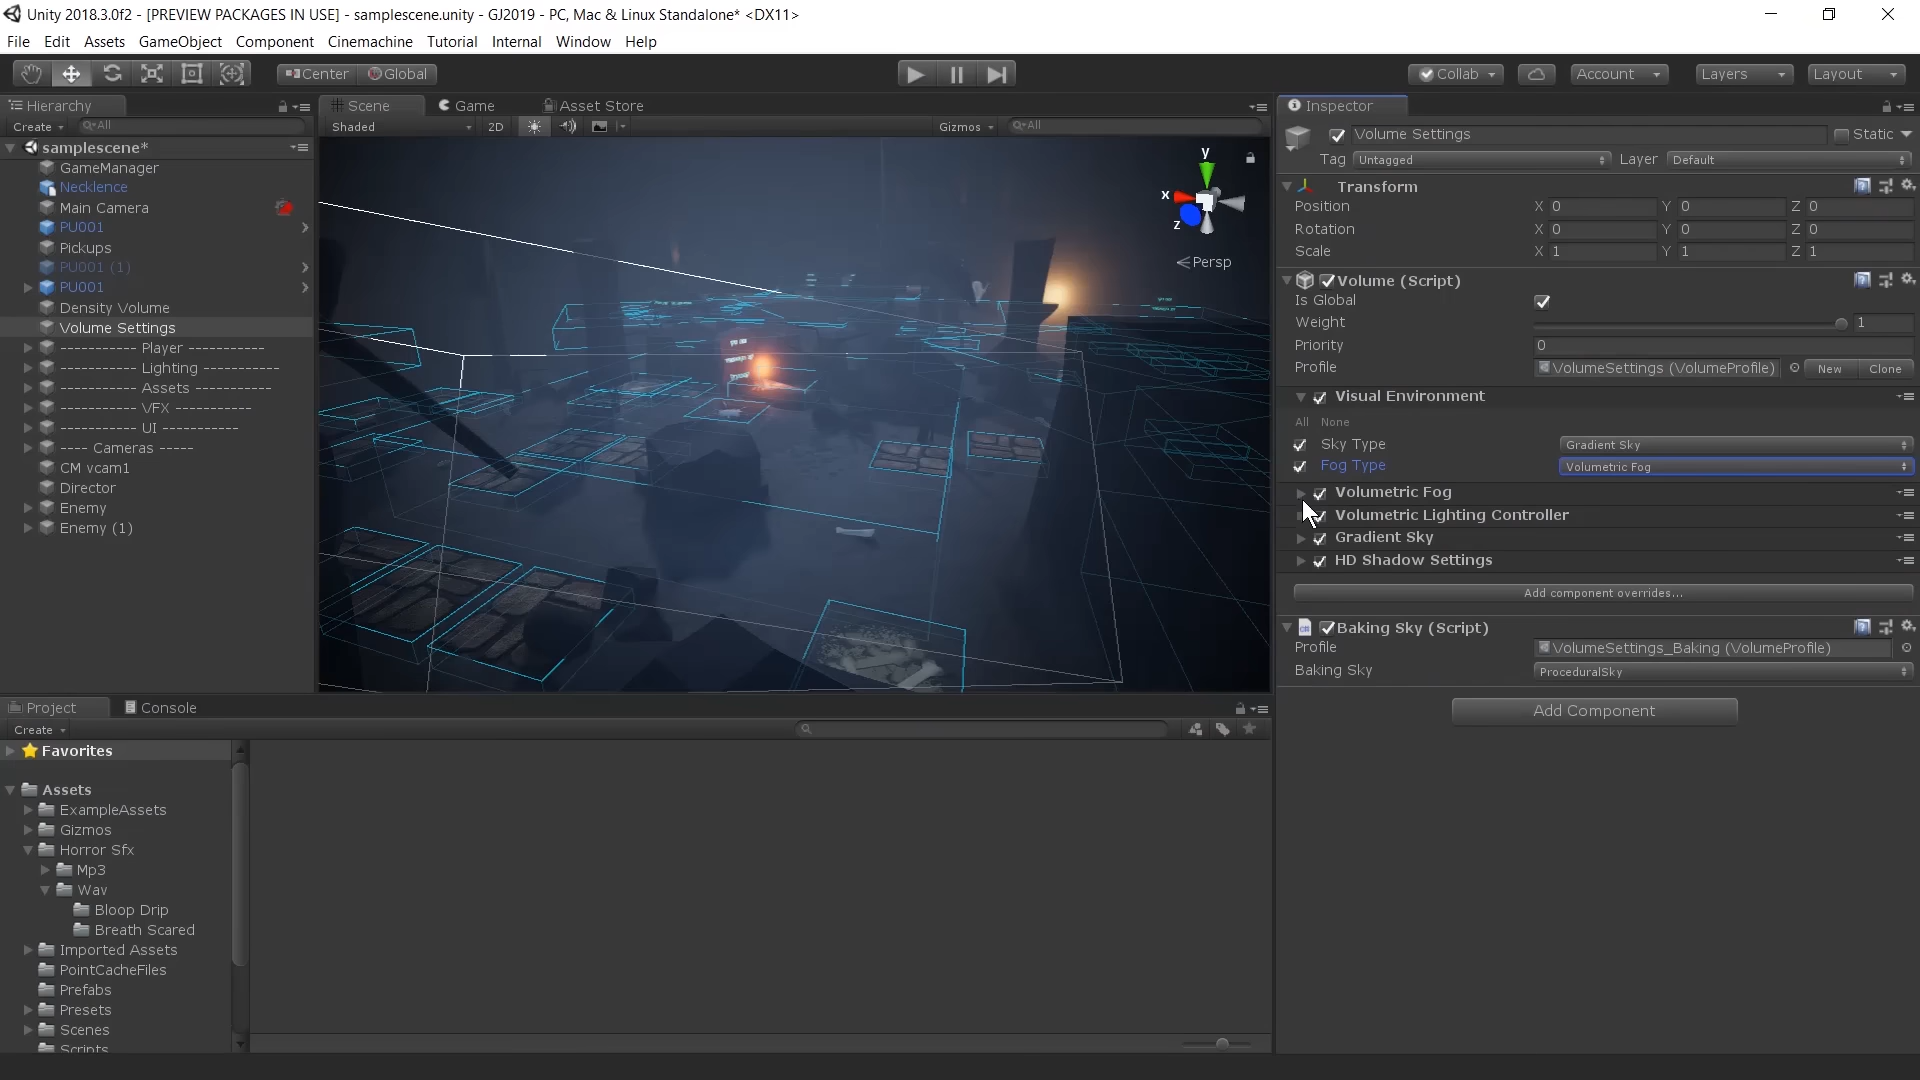 Unity 2018.3.0f2 - [PREVIEW PACKAGES IN USE] - samplescene.unity - GJ2019 - PC, Mac & Linux Standalone* <DX11>
File Edit Assets GameObject Component Cinemachine Tutorial Internal Window Help
Center Global Collab Account Layers Layout
Hierarchy
Create All
samplescene*
GameManager
Necklence
Main Camera
PU001
Pickups
PU001 (1)
PU001
Density Volume
Volume Settings
----------- Player -----------
----------- Lighting -----------
----------- Assets -----------
----------- VFX -----------
----------- UI -----------
---- Cameras -----
CM vcam1
Director
Enemy
Enemy (1)
Scene Game Asset Store
Shaded 2D Gizmos All
y
x
z
Persp
Inspector
Volume Settings Static
Tag Untagged Layer Default
Transform
Position X 0 Y 0 Z 0
Rotation X 0 Y 0 Z 0
Scale X 1 Y 1 Z 1
Volume (Script)
Is Global
Weight 1
Priority 0
Profile VolumeSettings (VolumeProfile) New Clone
Visual Environment
All None
Sky Type Gradient Sky
Fog Type Volumetric Fog
Volumetric Fog
Volumetric Lighting Controller
Gradient Sky
HD Shadow Settings
Add component overrides...
Baking Sky (Script)
Profile VolumeSettings_Baking (VolumeProfile)
Baking Sky ProceduralSky
Add Component
Project Console
Create
Favorites
Assets
ExampleAssets
Gizmos
Horror Sfx
Mp3
Wav
Bloop Drip
Breath Scared
Imported Assets
PointCacheFiles
Prefabs
Presets
Scenes
Scripts